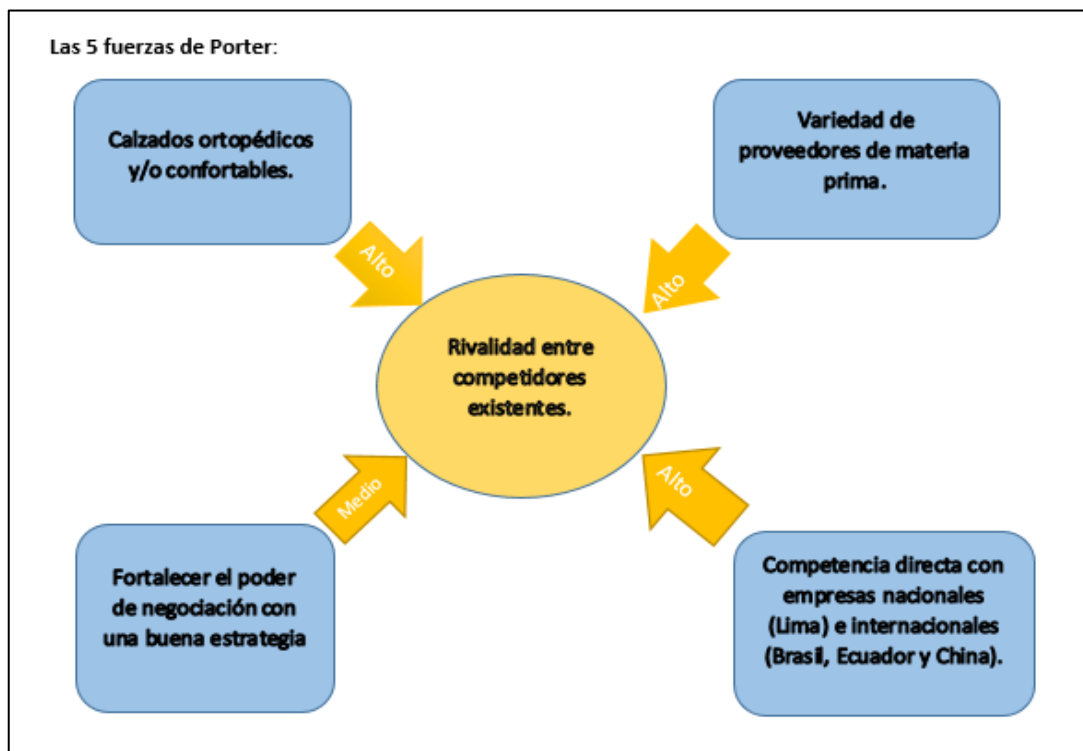 Las 5 fuerzas de Porter:
Calzados ortopédicos
y/o confortables.
Variedad de
proveedores de materia
prima.
Alto
Alto
Rivalidad entre
competidores
existentes.
Medio
Alto
Fortalecer el poder
de negociación con
una buena estrategia
Competencia directa con
empresas nacionales
(Lima) e internacionales
(Brasil, Ecuador y China).